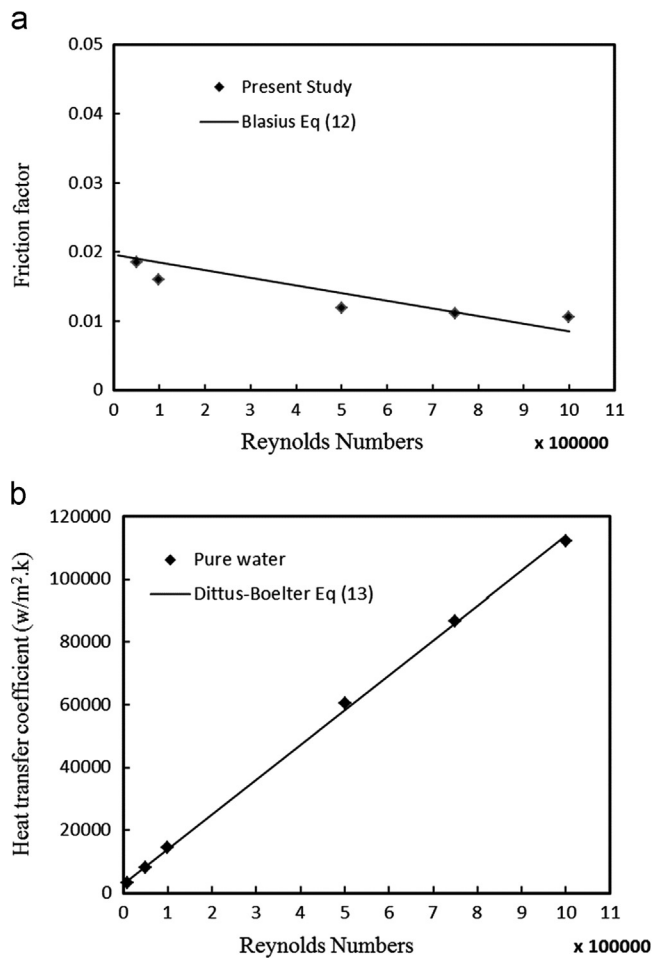 a
0.05
0.04
0.03
0.02
0.01
0
Friction factor
Present Study
Blasius Eq (12)
0 1 2 3 4 5 6 7 8 9 10 11
Reynolds Numbers
x 100000
b
120000
100000
80000
60000
40000
20000
0
Heat transfer coefficient (w/m².k)
Pure water
Dittus-Boelter Eq (13)
0 1 2 3 4 5 6 7 8 9 10 11
Reynolds Numbers
x 100000